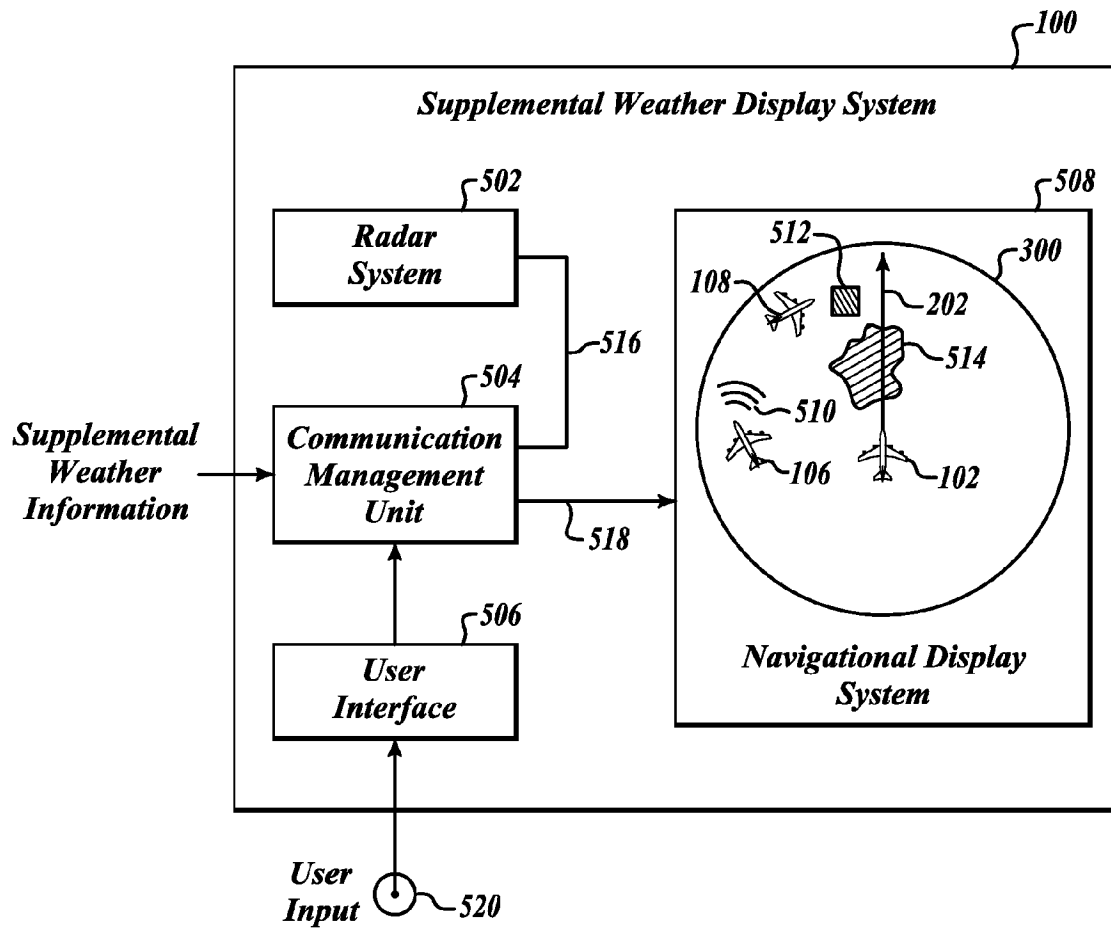 100
Supplemental Weather Display System
502
Radar
System
508
512
300
108
202
516
514
504
Supplemental
Weather
Information
Communication
Management
Unit
510
106
102
518
506
User
Interface
Navigational Display
System
User
Input
520